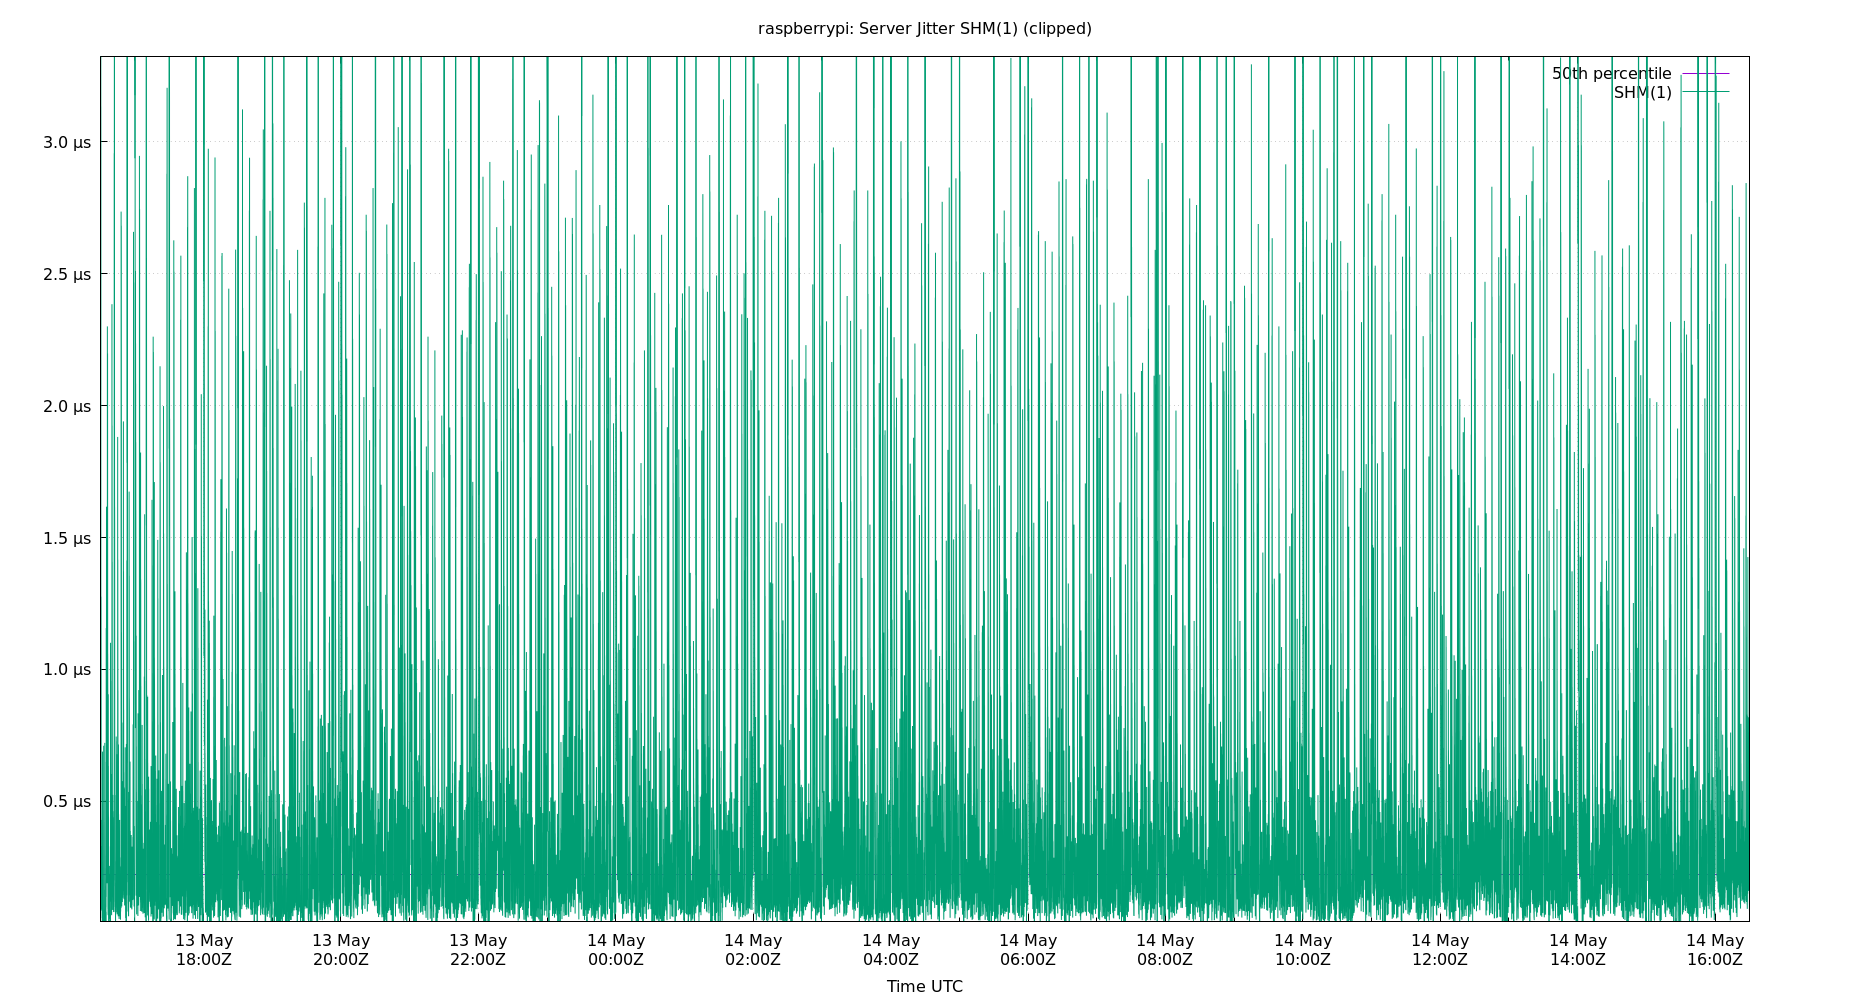 raspberrypi: Server Jitter SHM(1) (clipped)
50th percentile
SHM(1)
3.0 μs
2.5 μs
2.0 μs
1.5 μs
1.0 μs
0.5 μs
13 May 13 May 13 May 14 May 14 May 14 May 14 May 14 May 14 May 14 May 14 May 14 May
18:00Z 20:00Z 22:00Z 00:00Z 02:00Z 04:00Z 06:00Z 08:00Z 10:00Z 12:00Z 14:00Z 16:00Z
Time UTC